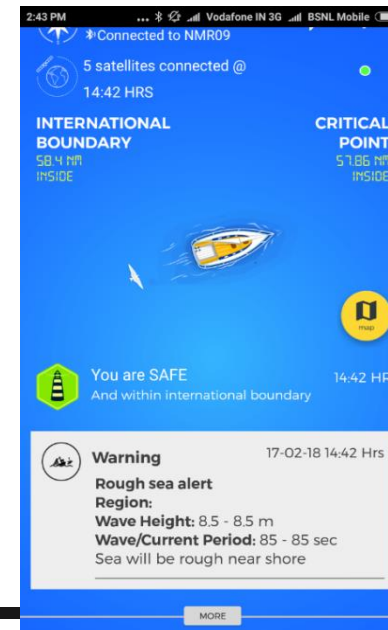 2:43 PM ... Vodafone IN 3G BSNL Mobile
Connected to NMR09
5 satellites connected @
14:42 HRS
INTERNATIONAL BOUNDARY
58.4 NM
INSIDE
CRITICAL POINT
57.86 NM
INSIDE
map
You are SAFE 14:42 HR
And within international boundary
Warning 17-02-18 14:42 Hrs
Rough sea alert
Region:
Wave Height: 8.5 - 8.5 m
Wave/Current Period: 85 - 85 sec
Sea will be rough near shore
MORE